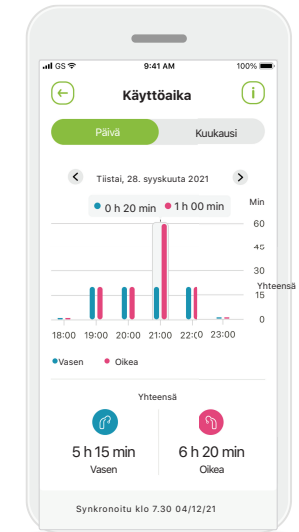 GS 9:41 AM 100%
Käyttöaika
Päivä Kuukausi
Tiistai, 28. syyskuuta 2021
0 h 20 min 1 h 00 min
Min
60
45
30
Yhteensä
15
0
18:00 19:00 20:00 21:00 22:00 23:00
Vasen Oikea
Yhteensä
5 h 15 min 6 h 20 min
Vasen Oikea
Synkronoitu klo 7.30 04/12/21